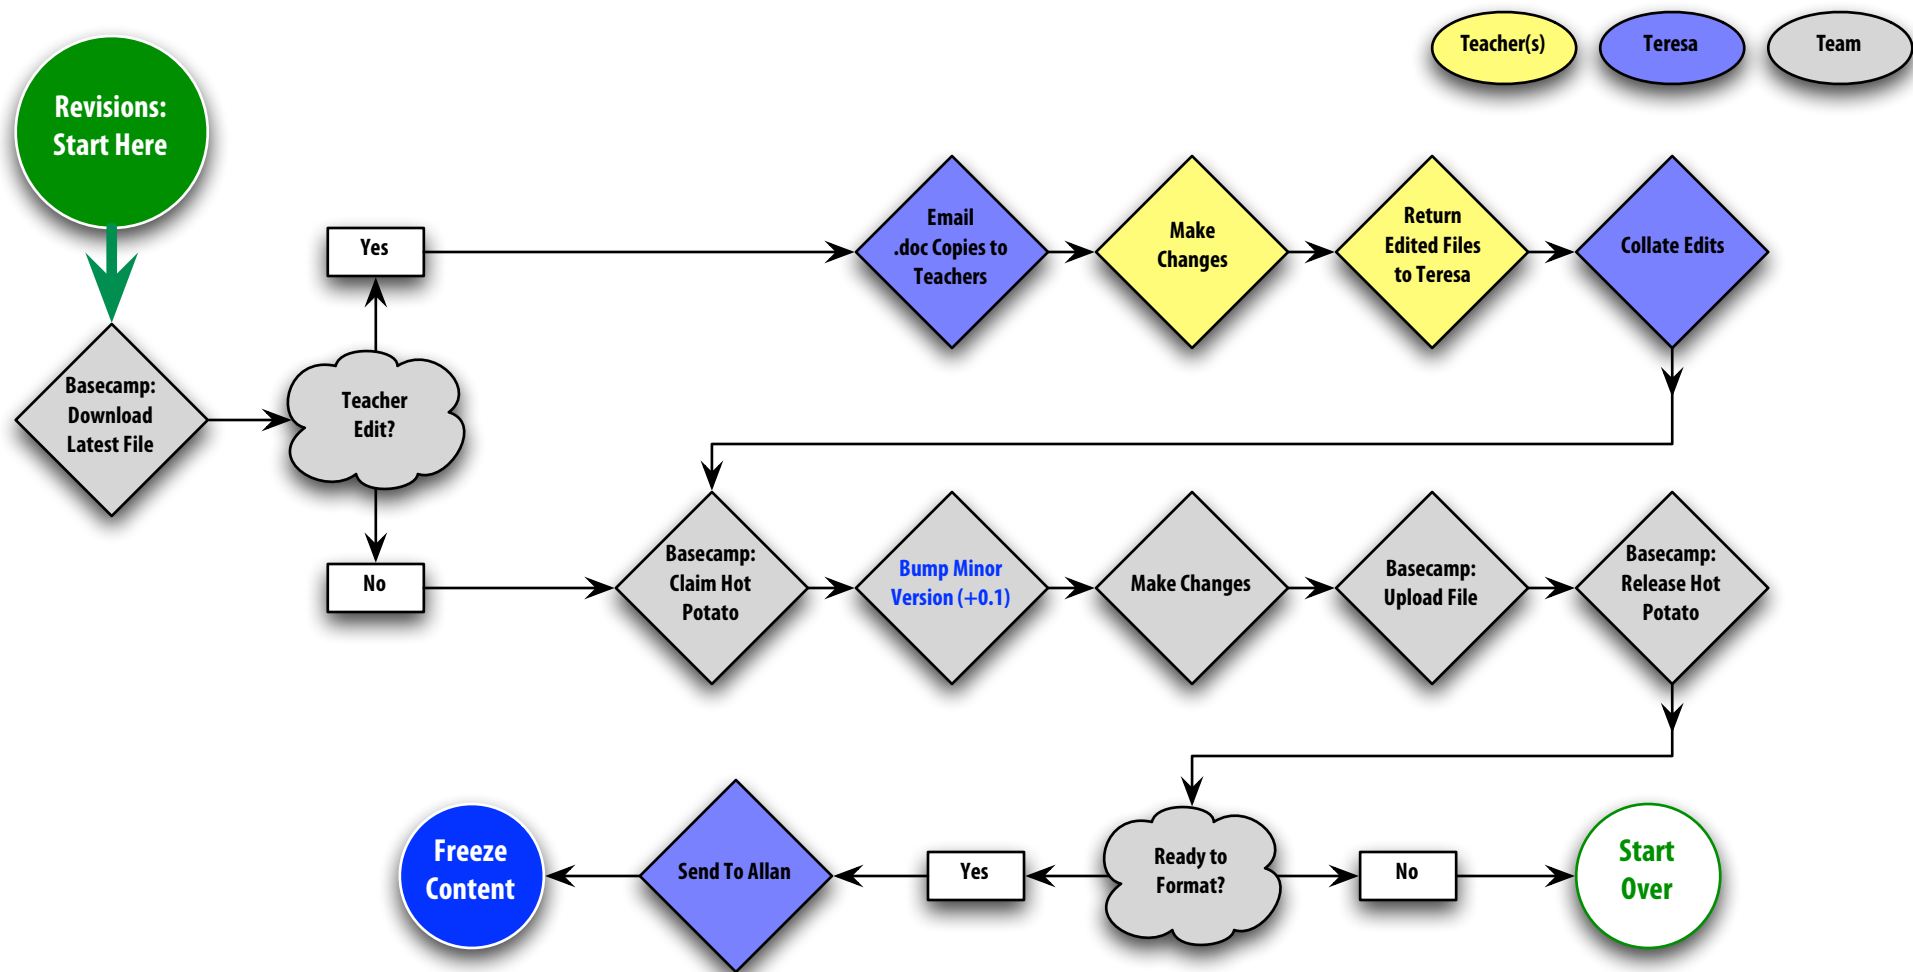 Teacher(s)
Teresa
Team
Revisions:
Start Here
Yes
Email
.doc Copies to
Teachers
Make
Changes
Return
Edited Files
to Teresa
Collate Edits
Basecamp:
Download
Latest File
Teacher
Edit?
No
Basecamp:
Claim Hot
Potato
Bump Minor
Version (+0.1)
Make Changes
Basecamp:
Upload File
Basecamp:
Release Hot
Potato
Freeze
Content
Send To Allan
Yes
Ready to
Format?
No
Start
Over